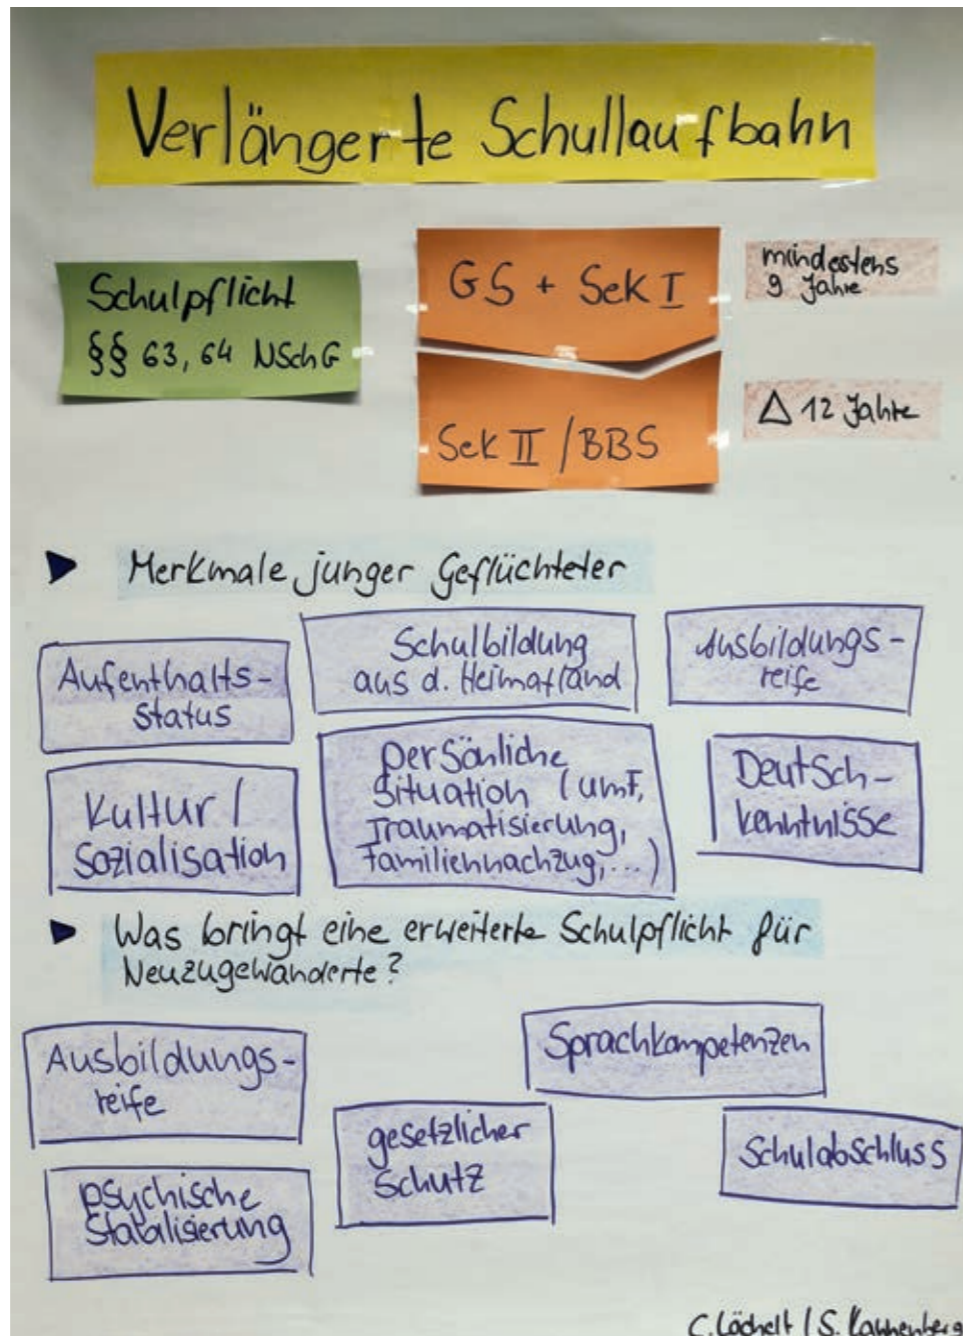 Verlängerte Schullaufbahn
Schulpflicht
§§ 63, 64 NSchG
GS + Sek I
mindestens
9 Jahre
Sek II / BBS
△ 12 Jahre
▶ Merkmale junger Geflüchteter
Aufenthalts-
status
Schulbildung
aus d. Heimatland
Ausbildungs-
reife
Kultur /
Sozialisation
persönliche
Situation (umF,
Traumatisierung,
Familiennachzug, ...)
Deutsch-
kenntnisse
▶ Was bringt eine erweiterte Schulpflicht für
Neuzugewanderte?
Ausbildungs-
reife
Sprachkompetenzen
gesetzlicher
Schutz
Schulabschluss
psychische
Stabilisierung
C. Löchelt / S.